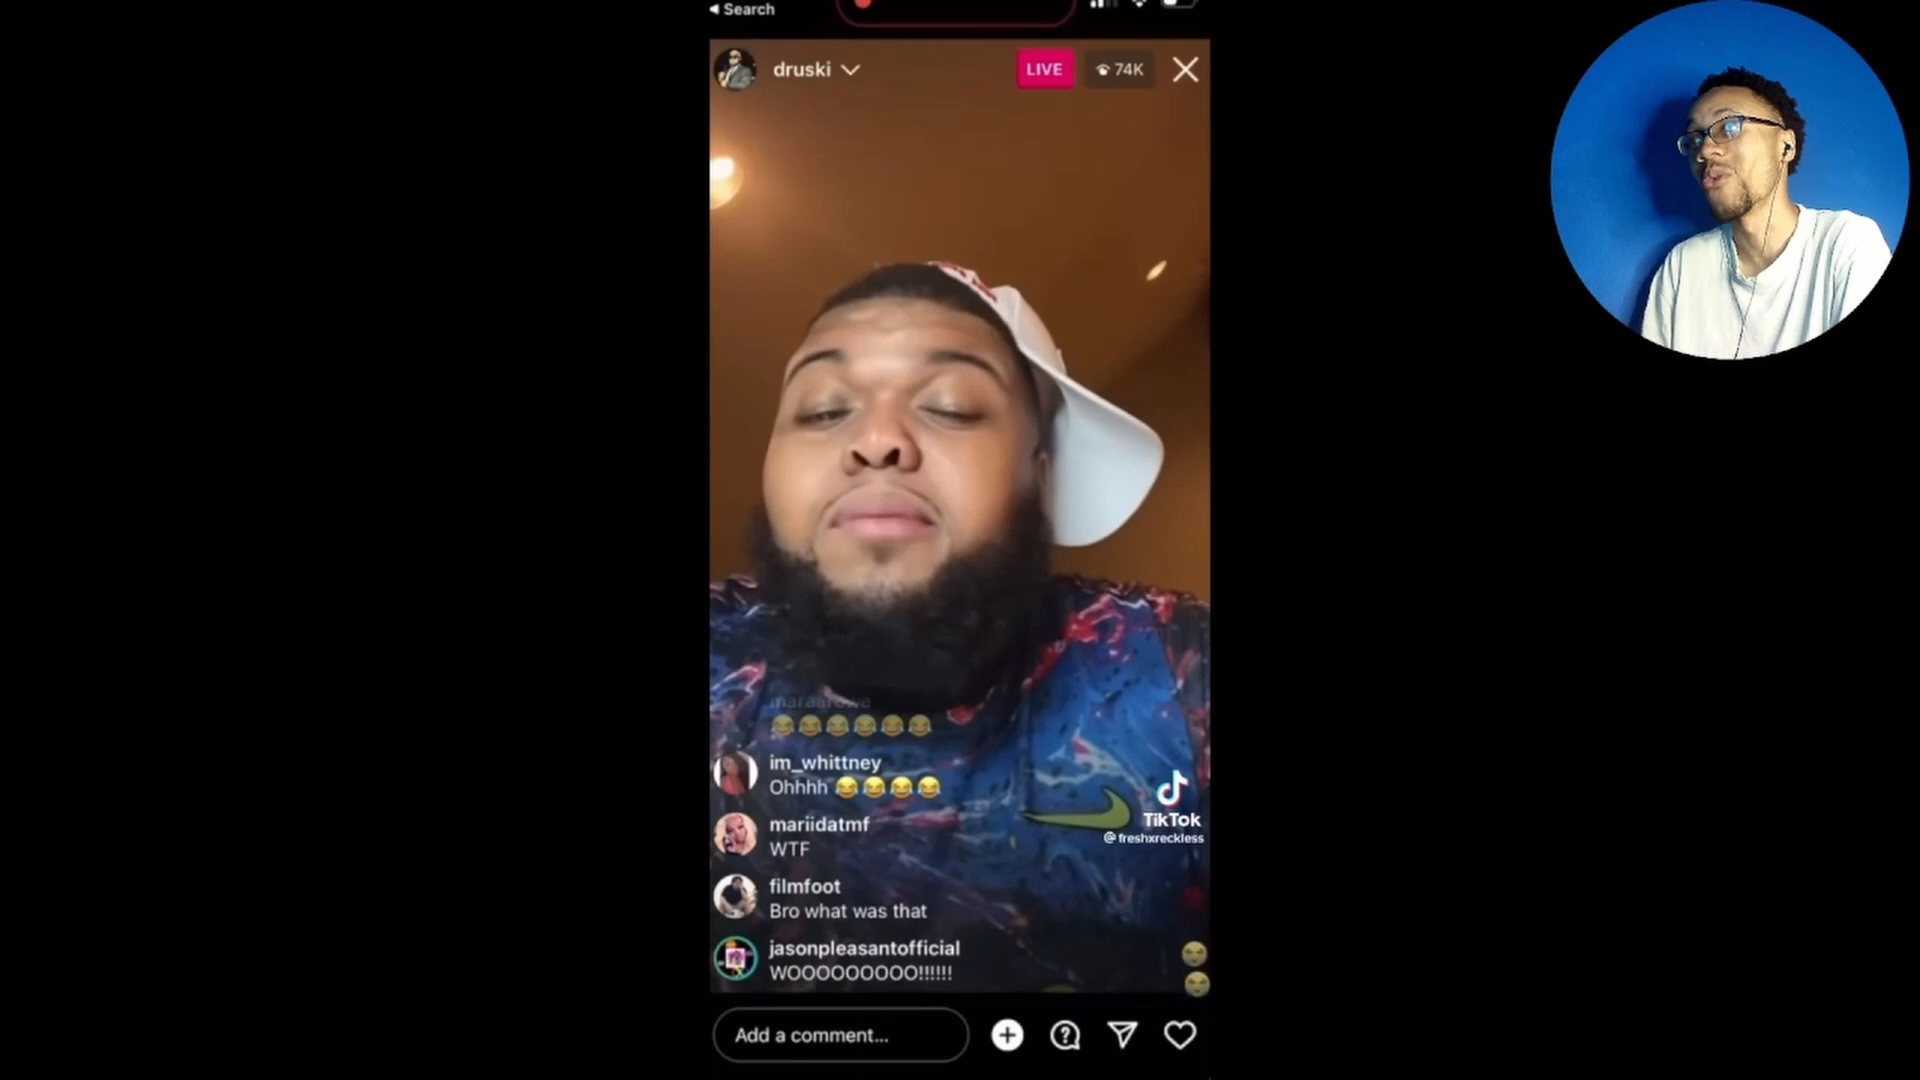 Search
druski
LIVE
74K
😂😂😂😂😂😂
im_whittney
Ohhhh 😂😂😂😂
mariidatmf
WTF
TikTok
@freshxreckless
filmfoot
Bro what was that
jasonpleasantofficial
WOOOOOOOOO!!!!!!
Add a comment...